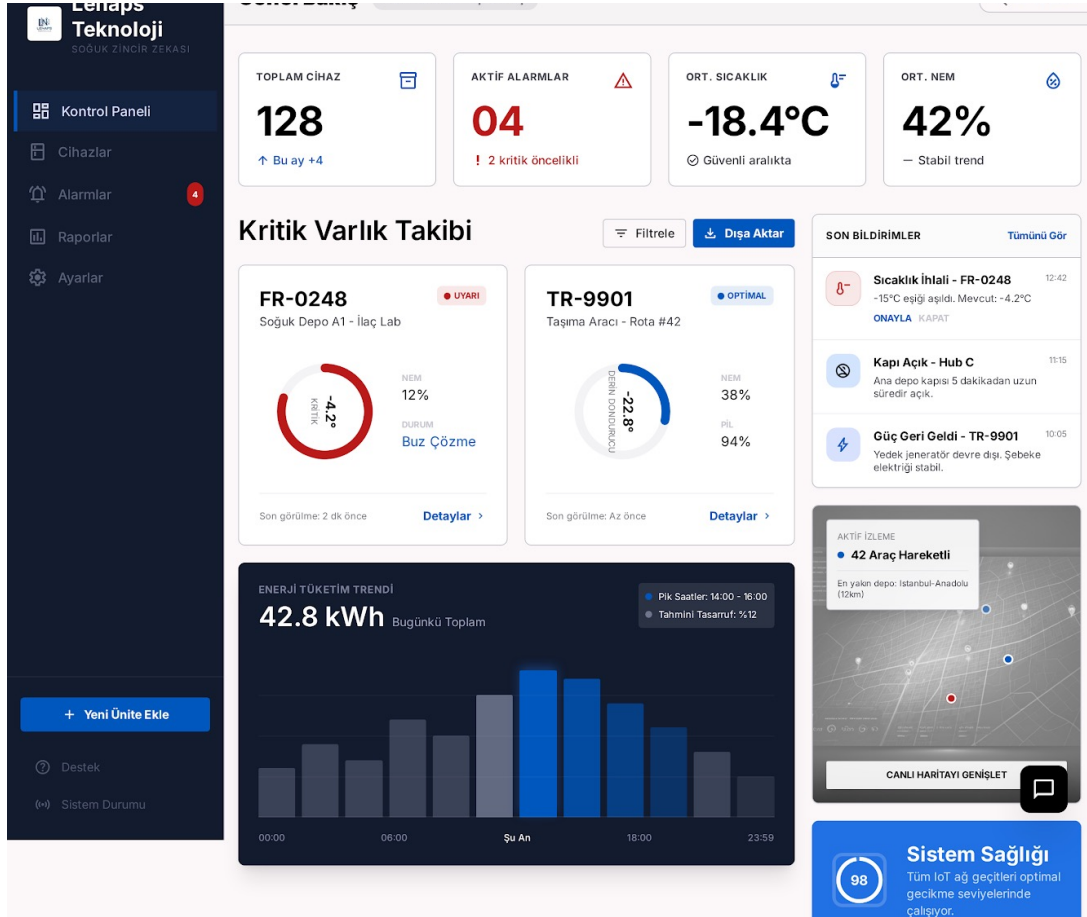 Lenaps
Teknoloji
SOĞUK ZİNCİR ZEKASI
Kontrol Paneli
Cihazlar
Alarmlar
4
Raporlar
Ayarlar
Yeni Ünite Ekle
Destek
Sistem Durumu
Genel Bakış
TOPLAM CİHAZ
128
Bu ay +4
AKTİF ALARMLAR
04
2 kritik öncelikli
ORT. SICAKLIK
-18.4°C
Güvenli aralıkta
ORT. NEM
42%
Stabil trend
Kritik Varlık Takibi
Filtrele
Dışa Aktar
FR-0248
UYARI
Soğuk Depo A1 - İlaç Lab
-4.2°
KRİTİK
NEM
12%
DURUM
Buz Çözme
Son görülme: 2 dk önce
Detaylar
TR-9901
OPTİMAL
Taşıma Aracı - Rota #42
-22.8°
DERİN DONDURUCU
NEM
38%
PİL
94%
Son görülme: Az önce
Detaylar
ENERJİ TÜKETİM TRENDİ
42.8 kWh Bugünkü Toplam
Pik Saatler: 14:00 - 16:00
Tahmini Tasarruf: %12
00:00 06:00 Şu An 18:00 23:59
SON BİLDİRİMLER
Tümünü Gör
Sıcaklık İhlali - FR-0248 12:42
-15°C eşiği aşıldı. Mevcut: -4.2°C
ONAYLA KAPAT
Kapı Açık - Hub C 11:15
Ana depo kapısı 5 dakikadan uzun
süredir açık.
Güç Geri Geldi - TR-9901 10:05
Yedek jeneratör devre dışı. Şebeke
elektriği stabil.
AKTİF İZLEME
42 Araç Hareketli
En yakın depo: Istanbul-Anadolu
(12km)
CANLI HARİTAYI GENİŞLET
98
Sistem Sağlığı
Tüm IoT ağ geçitleri optimal
gecikme seviyelerinde
çalışıyor.